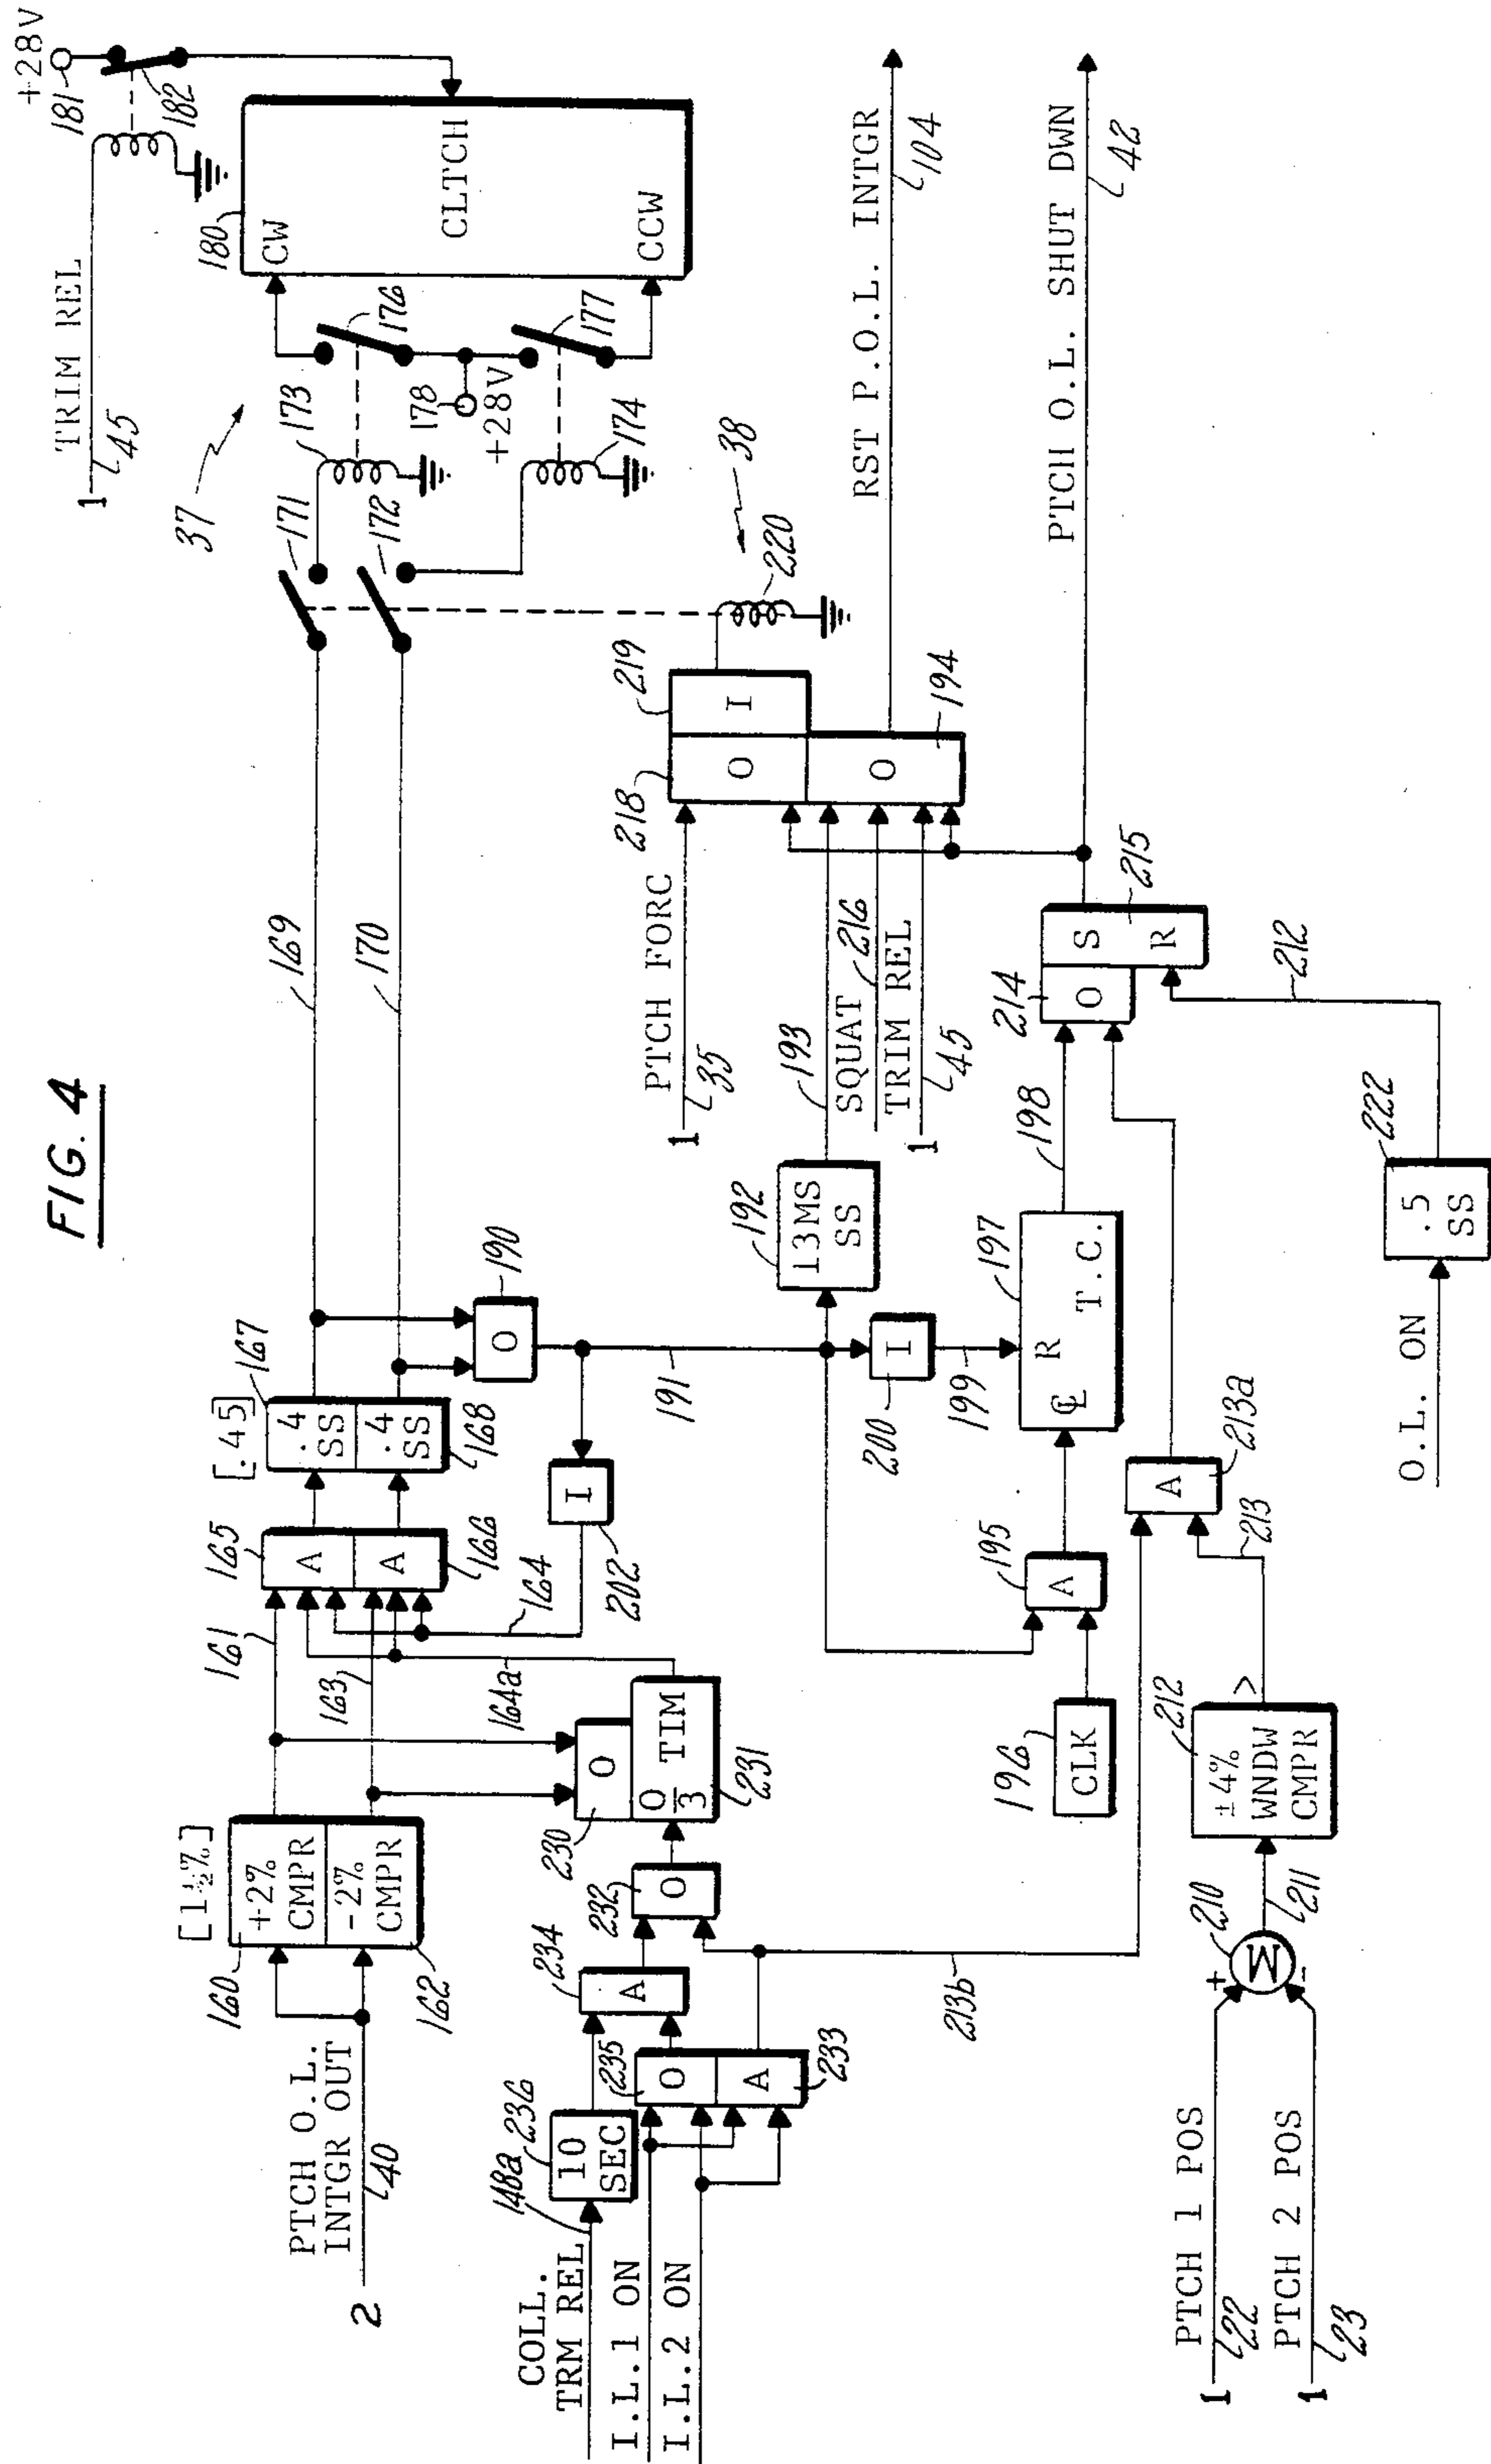 FIG. 4
PTCH O.L.
INTGR OUT
40
2
160
[1½%]
+2%
CMPR
-2%
CMPR
162
161
163
165
A
A
166
164
164a
[.45]
167
.4
SS
.4
SS
168
169
170
O
190
I
202
191
230
O
O/3 TIM
231
232
O
234
A
235
O
A
233
236
10
SEC
148a
COLL.
TRM REL
I.L.1 ON
I.L.2 ON
213b
171
172
37
173
174
176
177
178
+28V
180
CW
CLTCH
CCW
TRIM REL
1
45
+28V
181
182
38
220
219
218
O
I
O
194
PTCH FORC
1
35
193
SQUAT
216
TRIM REL
1
45
192
13MS
SS
200
I
199
197
R
℄
T.C.
198
195
A
196
CLK
RST P.O.L. INTGR
104
PTCH O.L. SHUT DWN
42
214
O
S
R
215
212
213a
A
213
222
.5
SS
O.L. ON
212
±4%
WNDW
CMPR
>
211
210
Σ
+
-
PTCH 1 POS
1
22
PTCH 2 POS
1
23